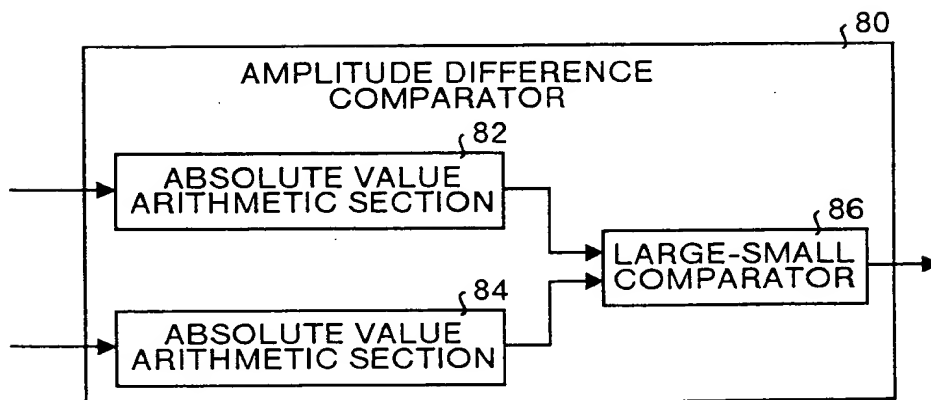 80
AMPLITUDE DIFFERENCE
COMPARATOR
82
ABSOLUTE VALUE
ARITHMETIC SECTION
86
LARGE-SMALL
COMPARATOR
84
ABSOLUTE VALUE
ARITHMETIC SECTION